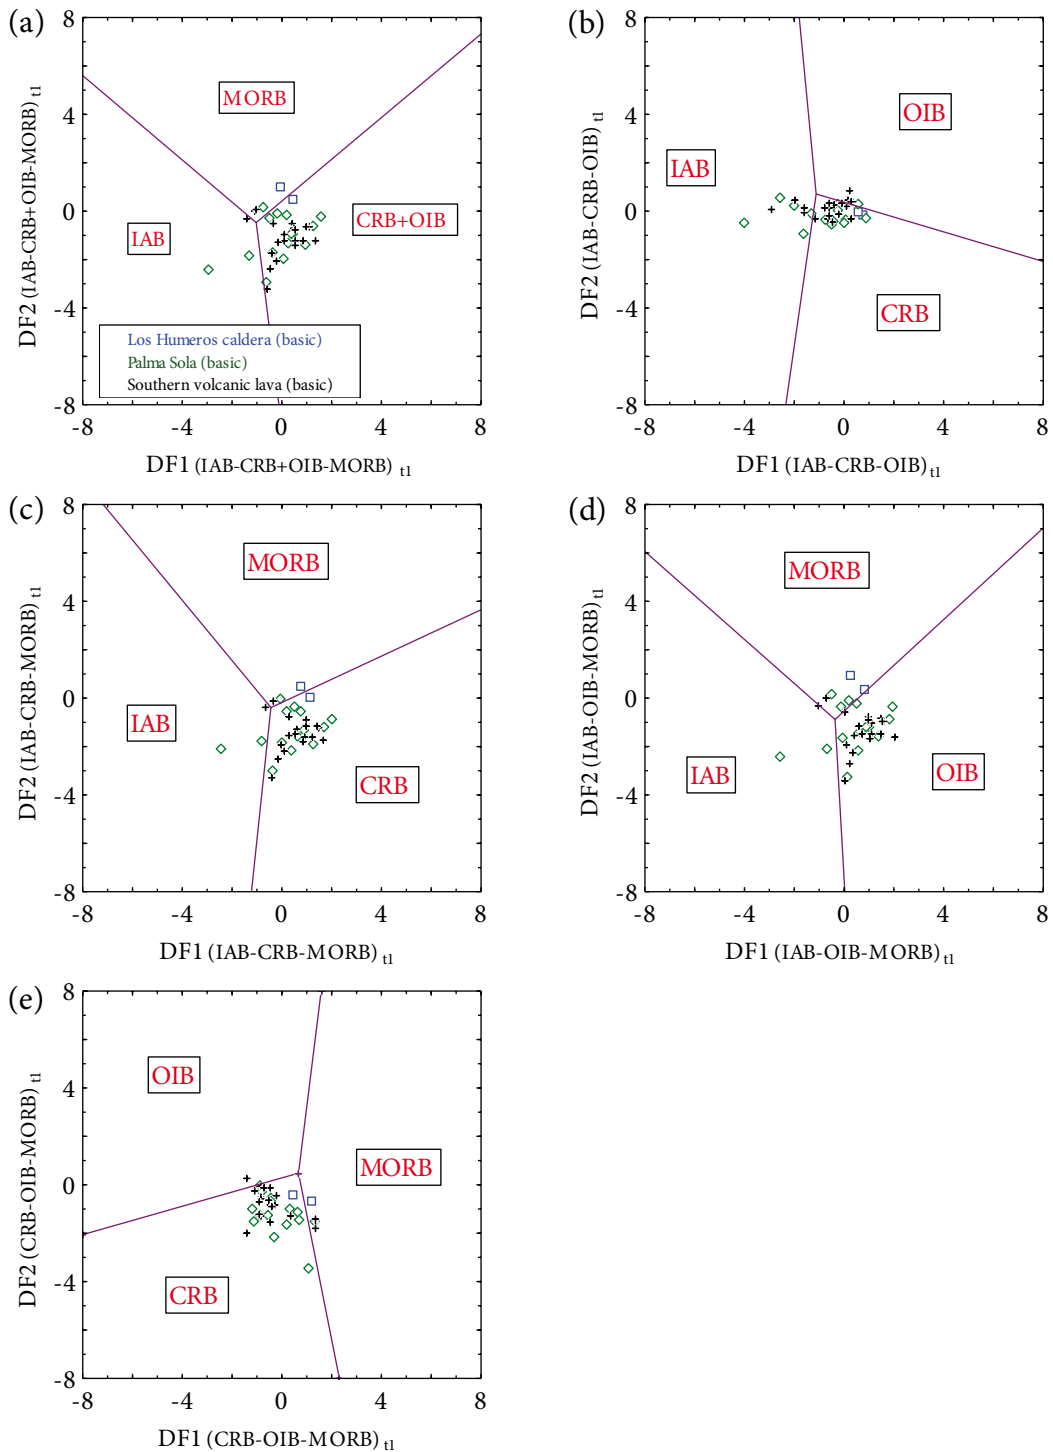 (a)
8
4
0
-4
-8
DF2 (IAB-CRB+OIB-MORB) t1
MORB
IAB
CRB+OIB
Los Humeros caldera (basic)
Palma Sola (basic)
Southern volcanic lava (basic)
-8 -4 0 4 8
DF1 (IAB-CRB+OIB-MORB) t1
(b)
8
4
0
-4
-8
DF2 (IAB-CRB-OIB) t1
OIB
IAB
CRB
-8 -4 0 4 8
DF1 (IAB-CRB-OIB) t1
(c)
8
4
0
-4
-8
DF2 (IAB-CRB-MORB) t1
MORB
IAB
CRB
-8 -4 0 4 8
DF1 (IAB-CRB-MORB) t1
(d)
8
4
0
-4
-8
DF2 (IAB-OIB-MORB) t1
MORB
IAB
OIB
-8 -4 0 4 8
DF1 (IAB-OIB-MORB) t1
(e)
8
4
0
-4
-8
DF2 (CRB-OIB-MORB) t1
OIB
MORB
CRB
-8 -4 0 4 8
DF1 (CRB-OIB-MORB) t1